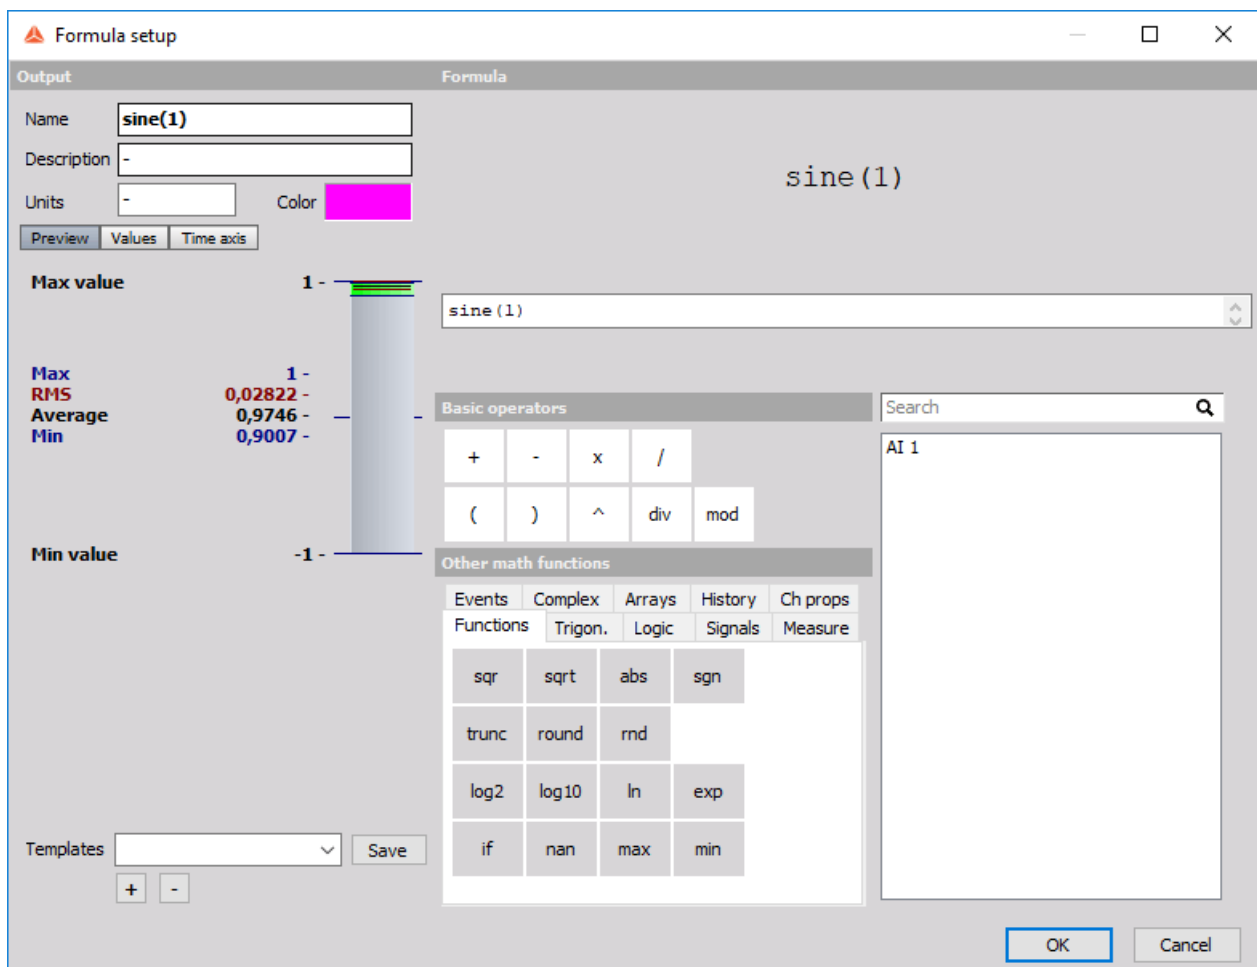 Formula setup
Output
Formula
Name sine(1)
Description -
Units - Color
sine(1)
Preview Values Time axis
Max value 1 -
sine(1)
Max 1 -
RMS 0,02822 -
Average 0,9746 -
Min 0,9007 -
Basic operators
Search
+ - x /
AI 1
( ) ^ div mod
Min value -1 -
Other math functions
Events Complex Arrays History Ch props
Functions Trigon. Logic Signals Measure
sqr sqrt abs sgn
trunc round rnd
log2 log10 ln exp
if nan max min
Templates Save
+ -
OK Cancel